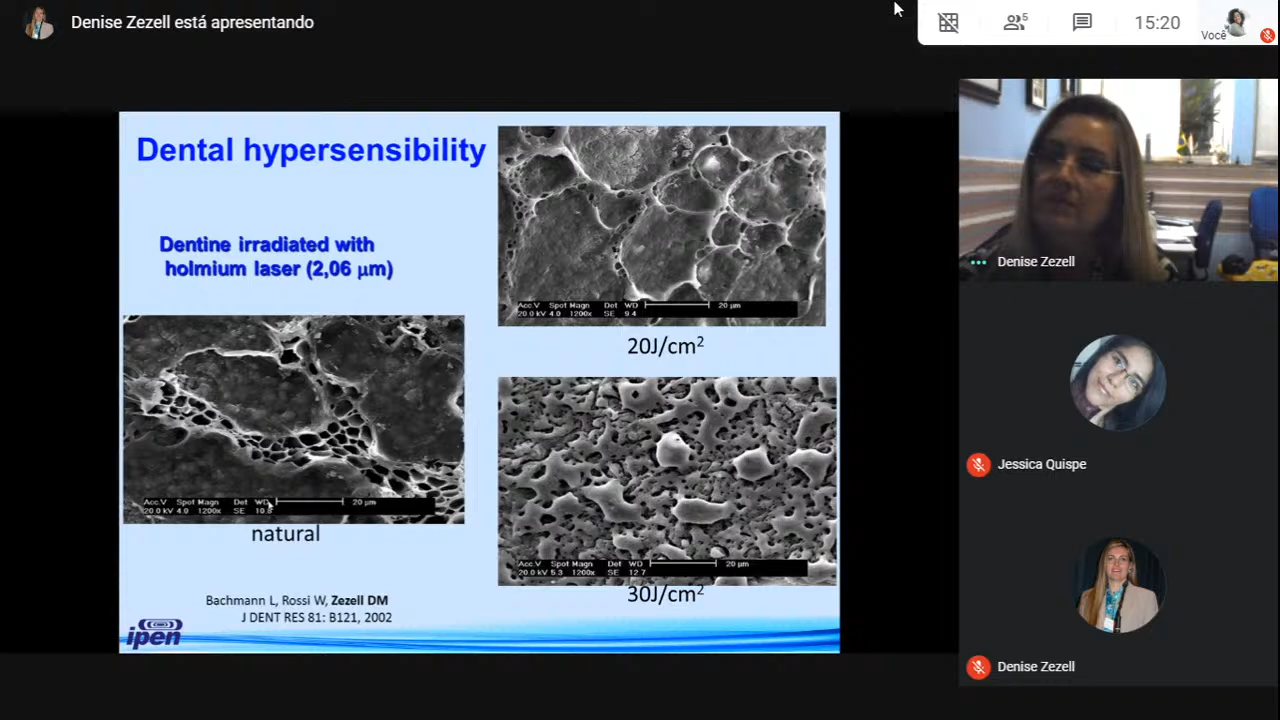 Denise Zezell está apresentando
5
15:20
Você
Dental hypersensibility
Dentine irradiated with
holmium laser (2,06 μm)
Acc.V Spot Magn Det WD 20 μm
20.0 kV 4.0 1200x SE 9.4
20J/cm²
Acc.V Spot Magn Det WD 20 μm
20.0 kV 4.0 1200x SE 10.8
natural
Acc.V Spot Magn Det WD 20 μm
20.0 kV 5.3 1200x SE 12.7
30J/cm²
Bachmann L, Rossi W, Zezell DM
J DENT RES 81: B121, 2002
ipen
Denise Zezell
Jessica Quispe
Denise Zezell